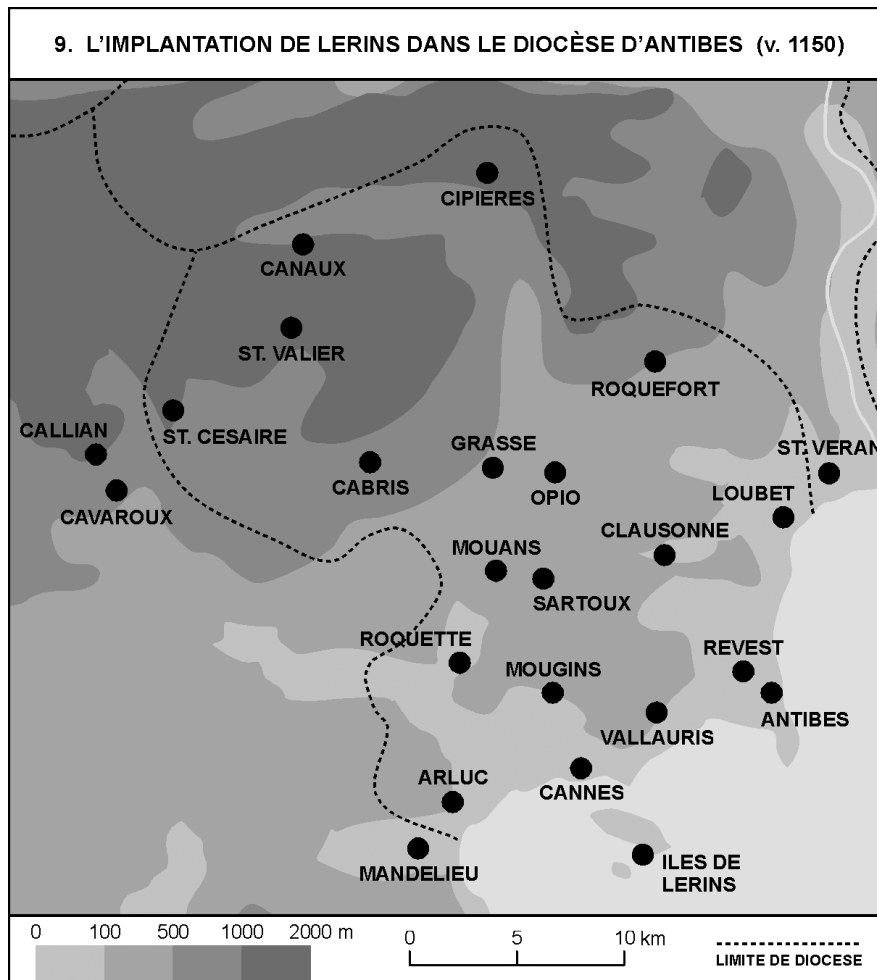 9. L'IMPLANTATION DE LERINS DANS LE DIOCÈSE D'ANTIBES (v. 1150)
CIPIERES
CANAUX
ST. VALIER
ROQUEFORT
CALLIAN
ST. CESAIRE
GRASSE
ST. VERAN
CABRIS
OPIO
LOUBET
CAVAROUX
CLAUSONNE
MOUANS
SARTOUX
ROQUETTE
REVEST
MOUGINS
ANTIBES
VALLAURIS
ARLUC
CANNES
MANDELIEU
ILES DE
LERINS
0 100 500 1000 2000 m
0 5 10 km
LIMITE DE DIOCESE